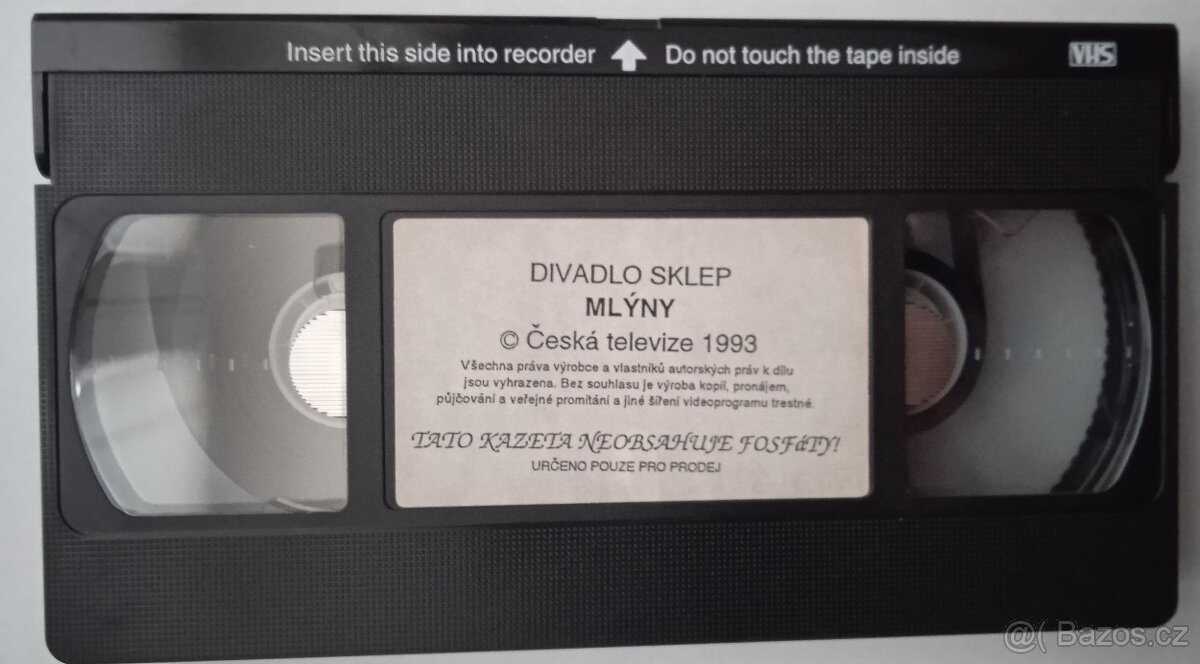 Insert this side into recorder Do not touch the tape inside VHS
DIVADLO SKLEP
MLÝNY
© Česká televize 1993
Všechna práva výrobce a vlastníků autorských práv k dílu
jsou vyhrazena. Bez souhlasu je výroba kopií, pronájem,
půjčování a veřejné promítání a jiné šíření videoprogramu trestné.
TATO KAZETA NEOBSAHUJE FOSFáTY!
URČENO POUZE PRO PRODEJ
@( Bazos.cz